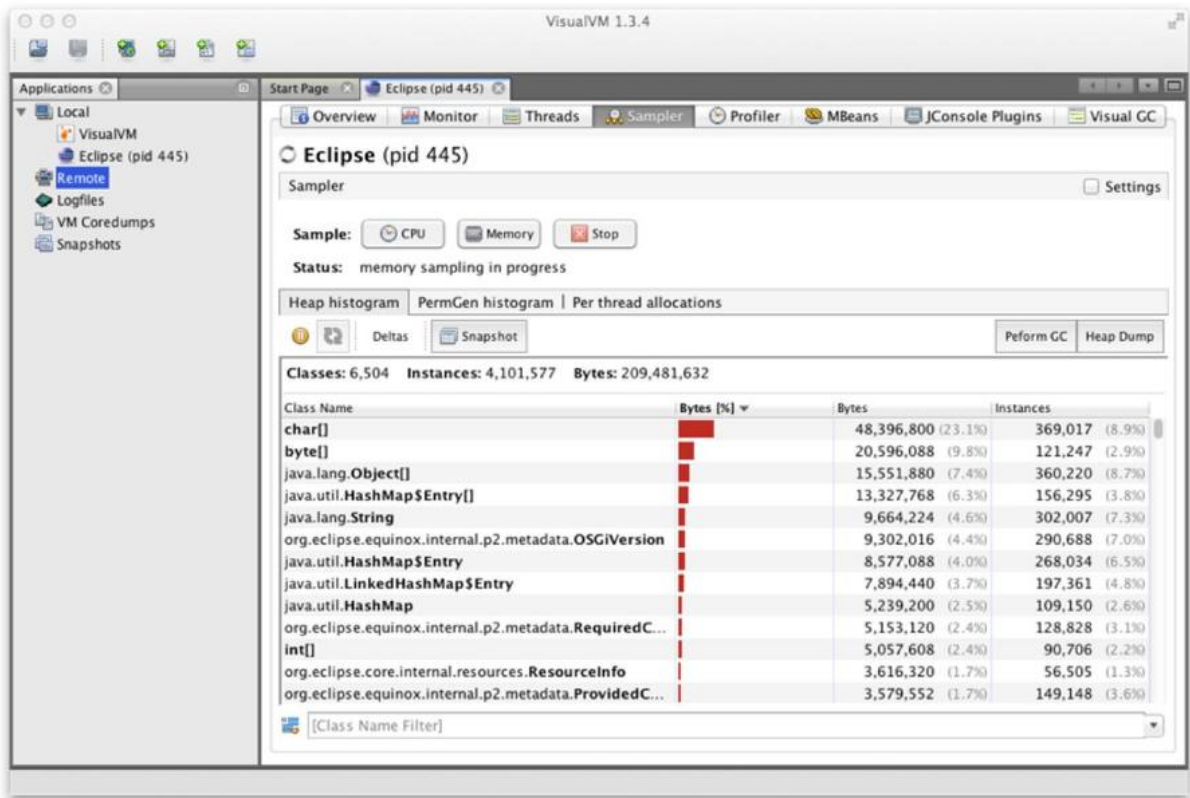 VisualVM 1.3.4
Applications
Start Page Eclipse (pid 445)
Local
VisualVM
Eclipse (pid 445)
Remote
Logfiles
VM Coredumps
Snapshots
Overview Monitor Threads Sampler Profiler MBeans JConsole Plugins Visual GC
Eclipse (pid 445)
Sampler Settings
Sample: CPU Memory Stop
Status: memory sampling in progress
Heap histogram PermGen histogram Per thread allocations
Deltas Snapshot Peform GC Heap Dump
Classes: 6,504 Instances: 4,101,577 Bytes: 209,481,632
Class Name Bytes [%] Bytes Instances
char[] 48,396,800 (23.1%) 369,017 (8.9%)
byte[] 20,596,088 (9.8%) 121,247 (2.9%)
java.lang.Object[] 15,551,880 (7.4%) 360,220 (8.7%)
java.util.HashMap$Entry[] 13,327,768 (6.3%) 156,295 (3.8%)
java.lang.String 9,664,224 (4.6%) 302,007 (7.3%)
org.eclipse.equinox.internal.p2.metadata.OSGiVersion 9,302,016 (4.4%) 290,688 (7.0%)
java.util.HashMap$Entry 8,577,088 (4.0%) 268,034 (6.5%)
java.util.LinkedHashMap$Entry 7,894,440 (3.7%) 197,361 (4.8%)
java.util.HashMap 5,239,200 (2.5%) 109,150 (2.6%)
org.eclipse.equinox.internal.p2.metadata.RequiredC... 5,153,120 (2.4%) 128,828 (3.1%)
int[] 5,057,608 (2.4%) 90,706 (2.2%)
org.eclipse.core.internal.resources.ResourceInfo 3,616,320 (1.7%) 56,505 (1.3%)
org.eclipse.equinox.internal.p2.metadata.ProvidedC... 3,579,552 (1.7%) 149,148 (3.6%)
[Class Name Filter]